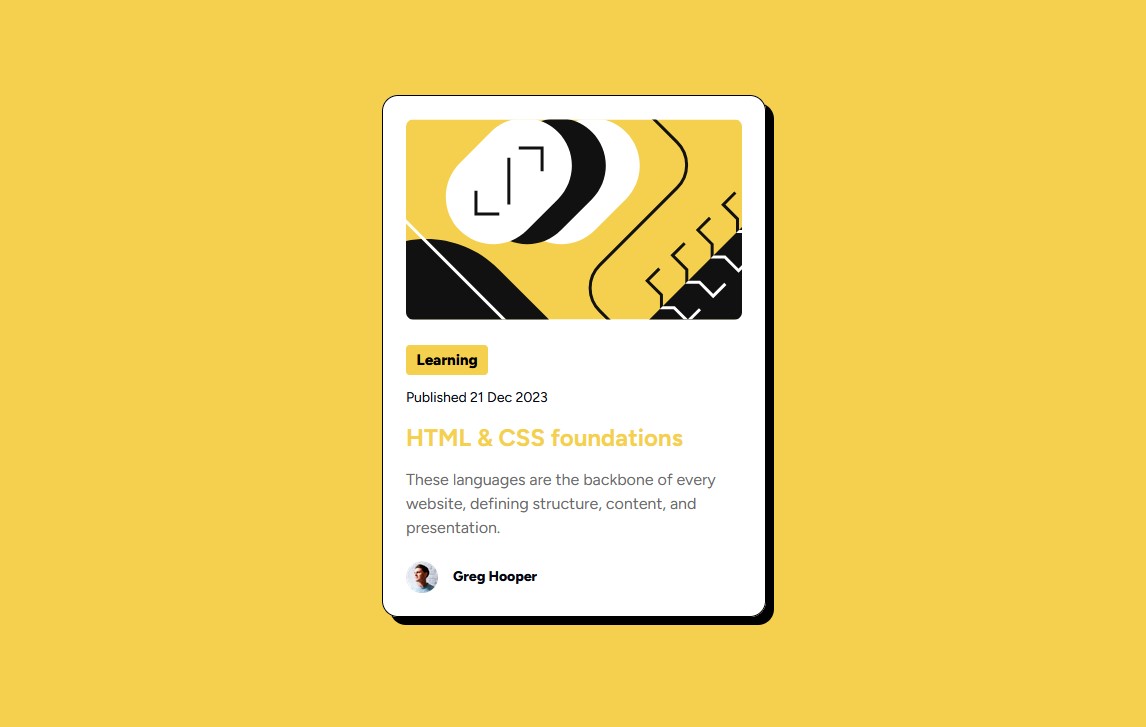 Learning
Published 21 Dec 2023
HTML & CSS foundations
These languages are the backbone of every
website, defining structure, content, and
presentation.
Greg Hooper